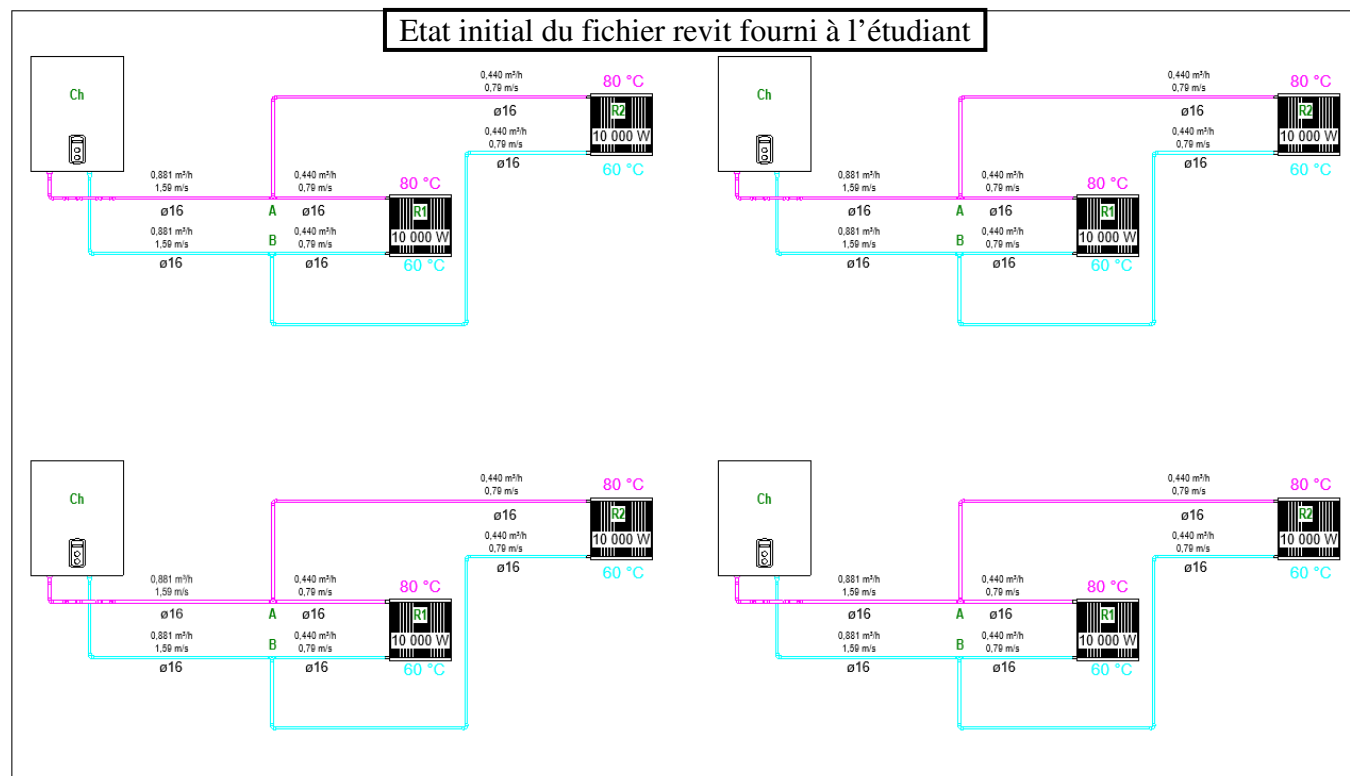 Etat initial du fichier revit fourni à l'étudiant
Ch
0,440 m³/h
0,79 m/s
ø16
80 °C
R2
10 000 W
0,440 m³/h
0,79 m/s
ø16
60 °C
0,881 m³/h
1,59 m/s
ø16
A
0,440 m³/h
0,79 m/s
ø16
80 °C
R1
10 000 W
0,881 m³/h
1,59 m/s
ø16
B
0,440 m³/h
0,79 m/s
ø16
60 °C
Ch
0,440 m³/h
0,79 m/s
ø16
80 °C
R2
10 000 W
0,440 m³/h
0,79 m/s
ø16
60 °C
0,881 m³/h
1,59 m/s
ø16
A
0,440 m³/h
0,79 m/s
ø16
80 °C
R1
10 000 W
0,881 m³/h
1,59 m/s
ø16
B
0,440 m³/h
0,79 m/s
ø16
60 °C
Ch
0,440 m³/h
0,79 m/s
ø16
80 °C
R2
10 000 W
0,440 m³/h
0,79 m/s
ø16
60 °C
0,881 m³/h
1,59 m/s
ø16
A
0,440 m³/h
0,79 m/s
ø16
80 °C
R1
10 000 W
0,881 m³/h
1,59 m/s
ø16
B
0,440 m³/h
0,79 m/s
ø16
60 °C
Ch
0,440 m³/h
0,79 m/s
ø16
80 °C
R2
10 000 W
0,440 m³/h
0,79 m/s
ø16
60 °C
0,881 m³/h
1,59 m/s
ø16
A
0,440 m³/h
0,79 m/s
ø16
80 °C
R1
10 000 W
0,881 m³/h
1,59 m/s
ø16
B
0,440 m³/h
0,79 m/s
ø16
60 °C